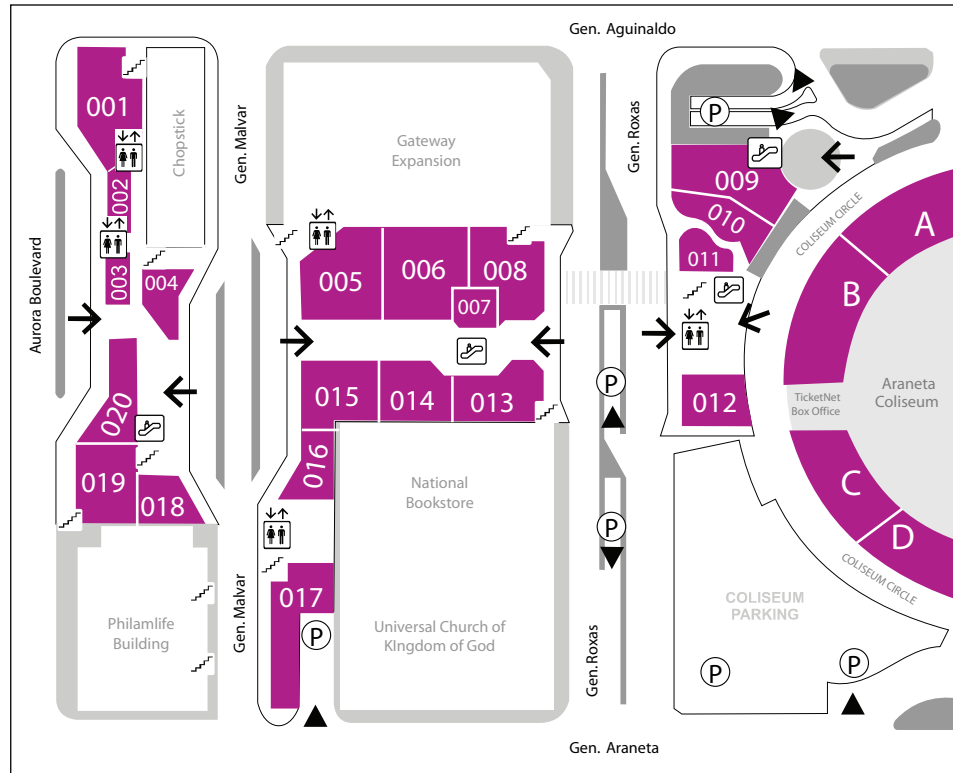 Gen. Aguinaldo
001
Chopstick
002
003
004
Aurora Boulevard
020
019
018
Philamlife
Building
Gen. Malvar
Gen. Malvar
Gateway
Expansion
005
006
008
007
015
014
013
016
National
Bookstore
017
P
Universal Church of
KIngdom of God
Gen. Roxas
P
P
Gen.Roxas
P
009
010
011
012
COLISEUM CIRCLE
A
B
TicketNet
Box Office
Araneta
Coliseum
C
D
COLISEUM CIRCLE
COLISEUM
PARKING
P
P
Gen. Araneta